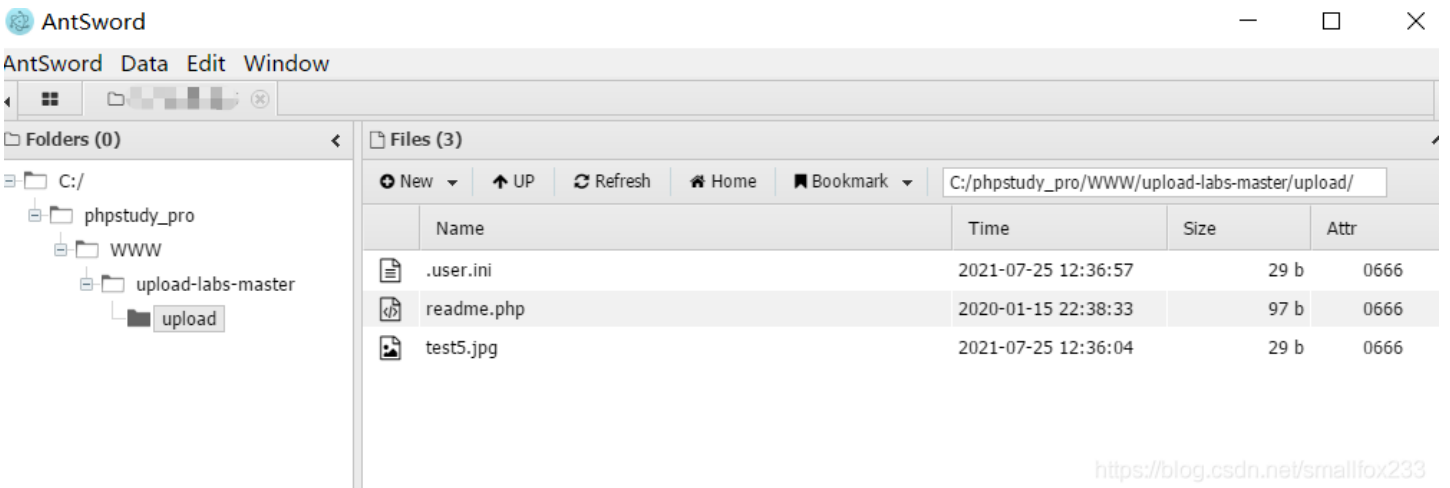 AntSword
AntSword Data Edit Window
Folders (0)
Files (3)
C:/
phpstudy_pro
WWW
upload-labs-master
upload
New UP Refresh Home Bookmark C:/phpstudy_pro/WWW/upload-labs-master/upload/
Name Time Size Attr
.user.ini 2021-07-25 12:36:57 29 b 0666
readme.php 2020-01-15 22:38:33 97 b 0666
test5.jpg 2021-07-25 12:36:04 29 b 0666
https://blog.csdn.net/smallfox233